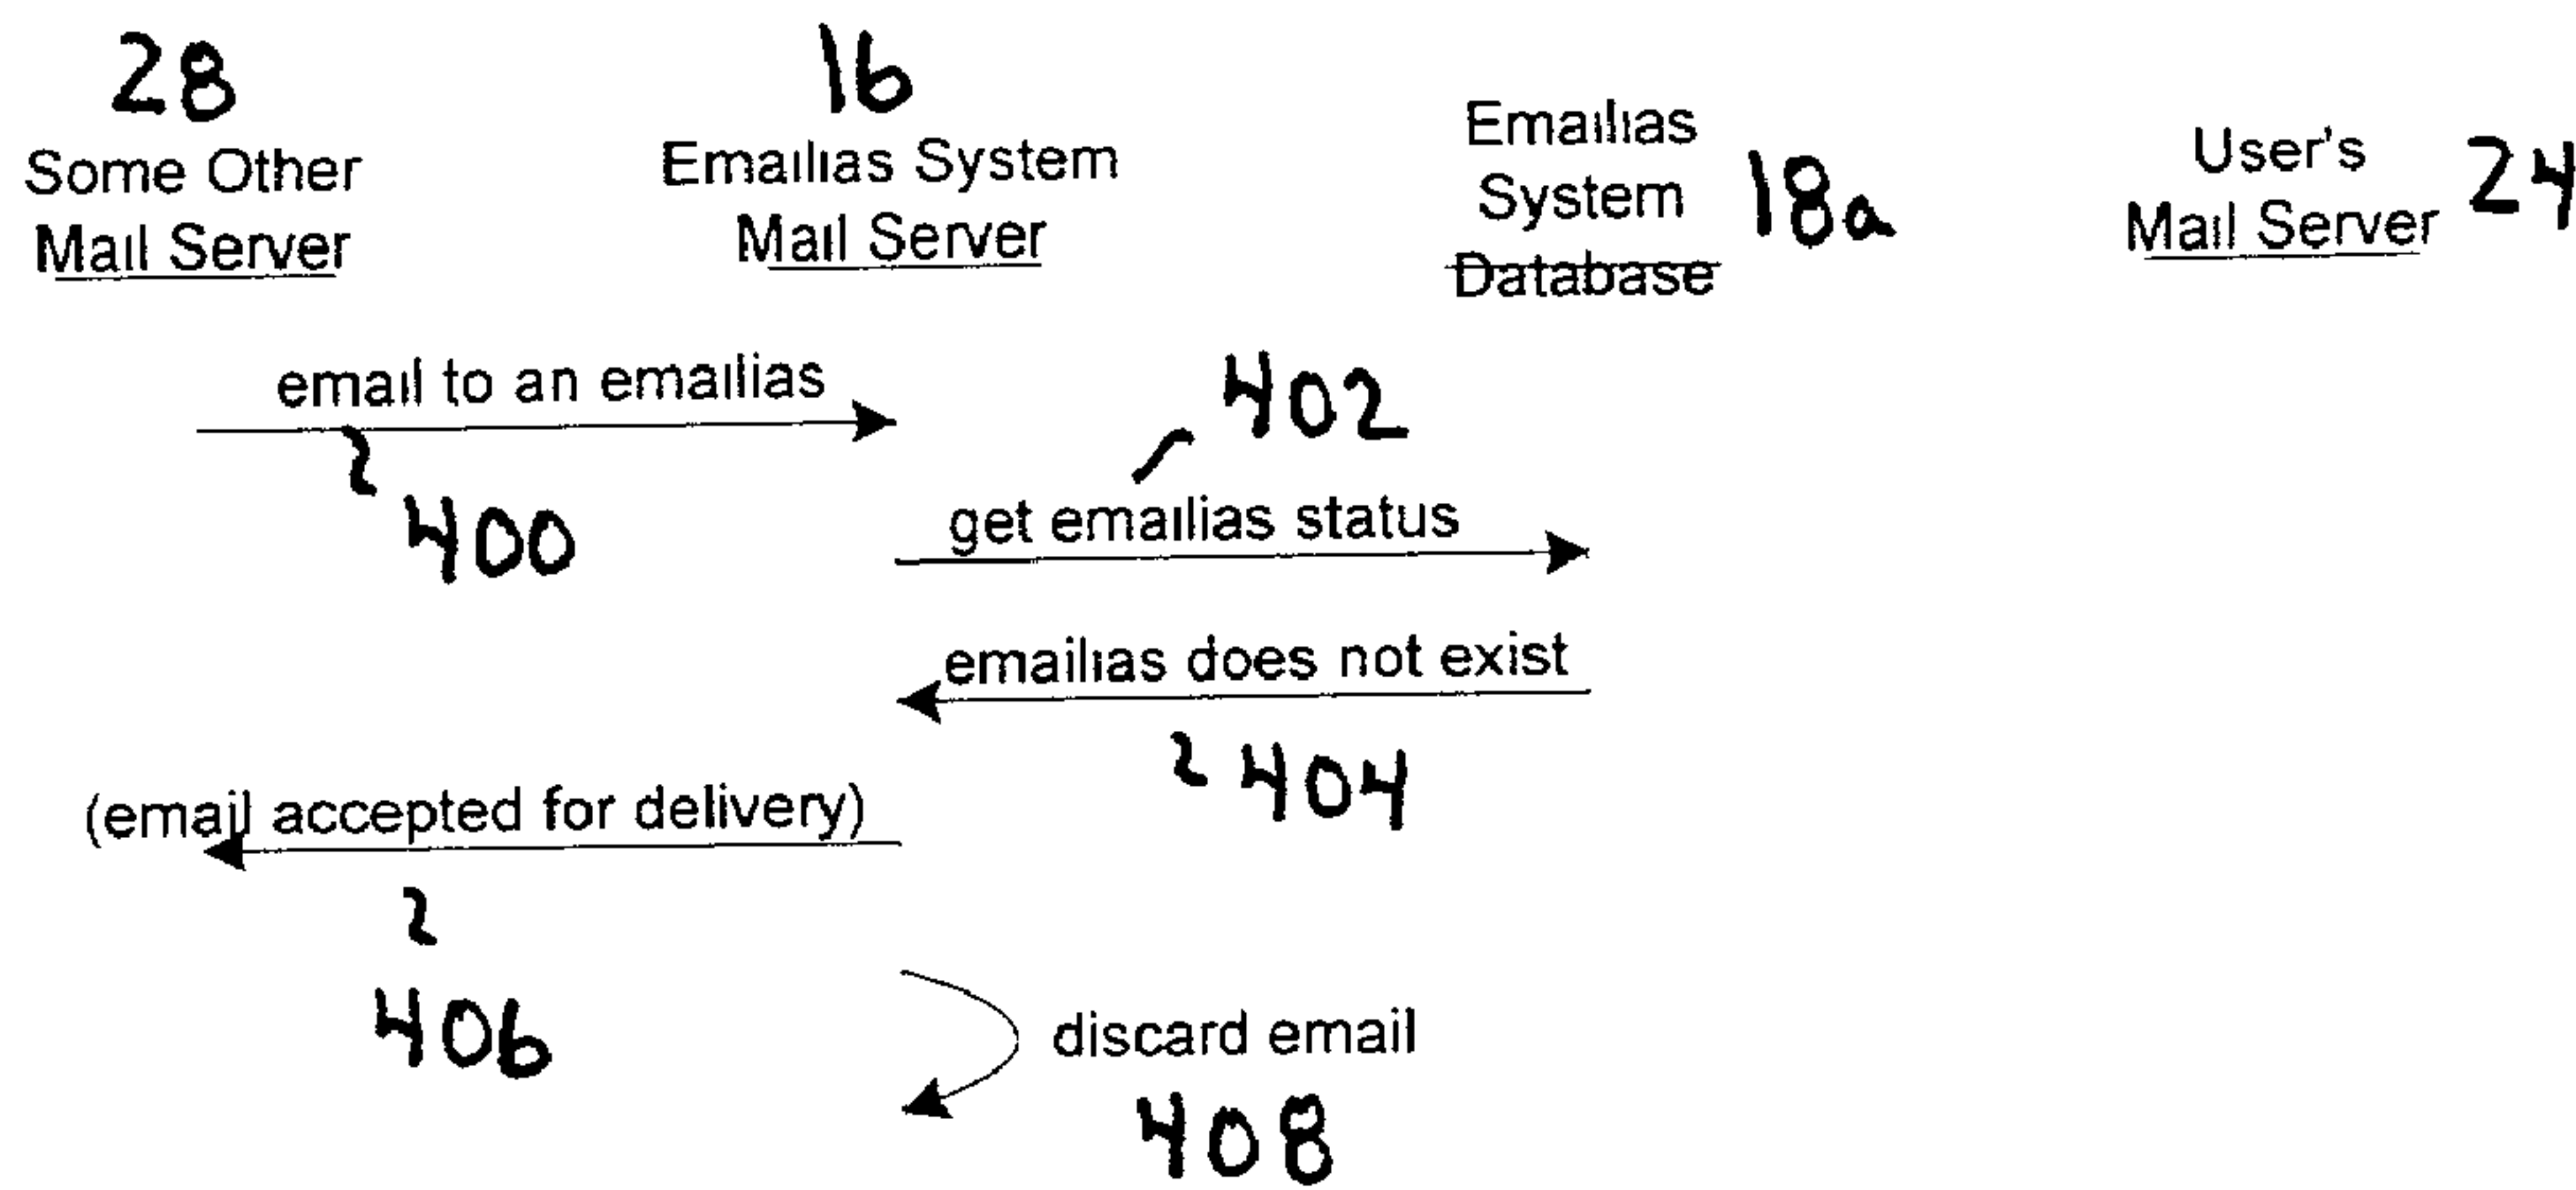 28
Some Other
Mail Server
16
Emailias System
Mail Server
Emailias
System
Database
18a
User's
Mail Server
24
email to an emailias
400
402
get emailias status
emailias does not exist
404
(email accepted for delivery)
406
discard email
408